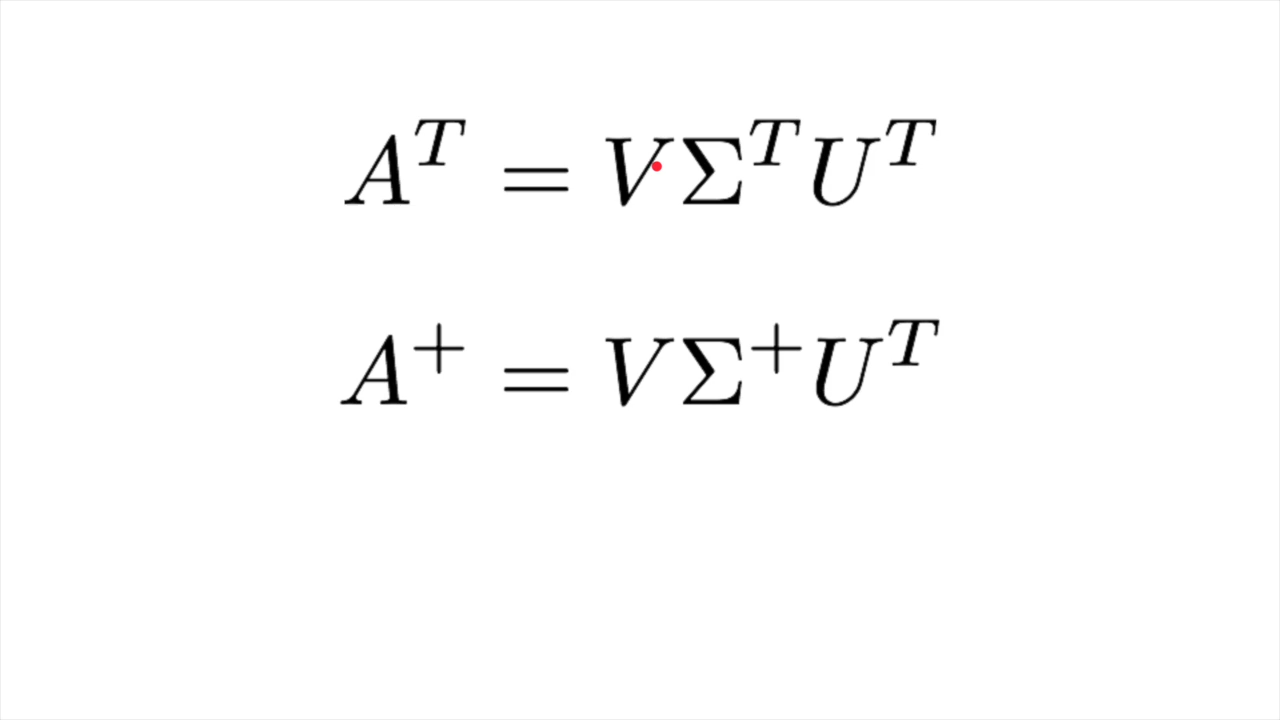 A^T = VΣ^T U^T
A^+ = VΣ^+ U^T